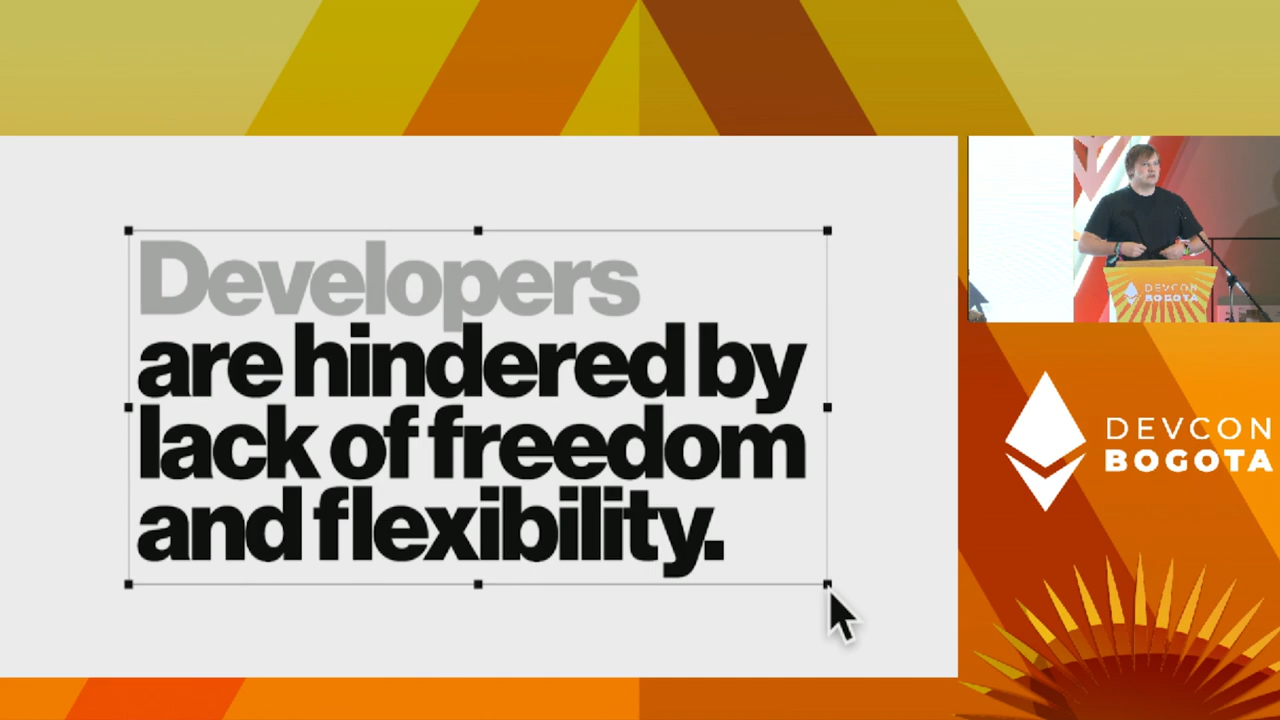 Developers
are hindered by
lack of freedom
and flexibility.
DEVCON
BOGOTA
DEVCON
BOGOTA